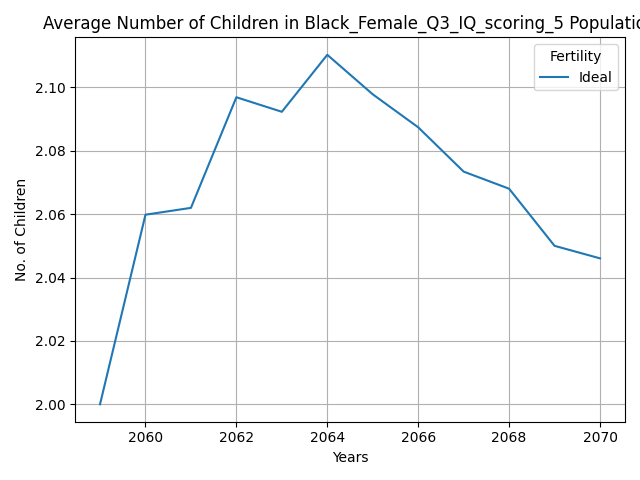 Average Number of Children in Black_Female_Q3_IQ_scoring_5 Populatio
Fertility
Ideal
2.10
2.08
2.06
2.04
2.02
2.00
No. of Children
2060 2062 2064 2066 2068 2070
Years